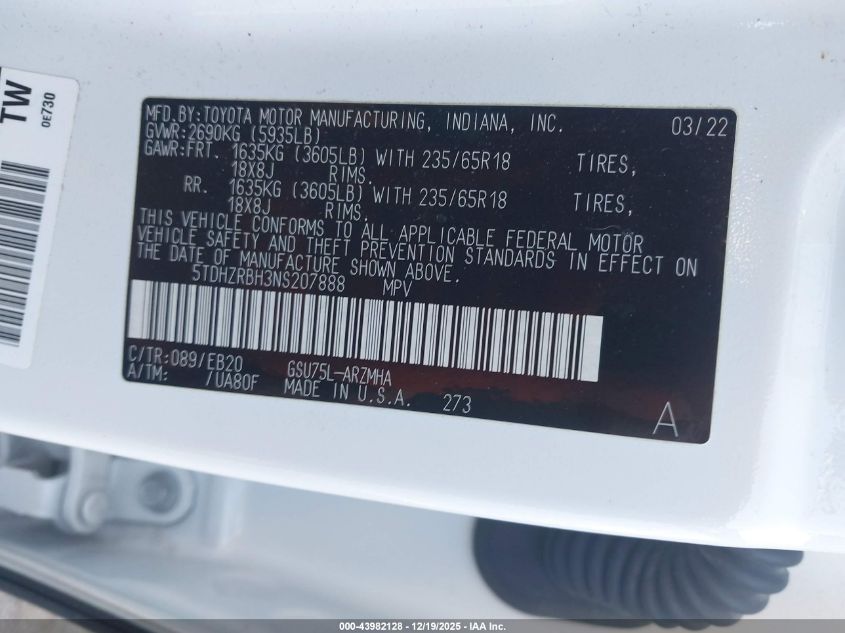 TW
0E730
MFD.BY:TOYOTA MOTOR MANUFACTURING, INDIANA, INC. 03/22
GVWR:2690KG (5935LB)
GAWR:FRT. 1635KG (3605LB) WITH 235/65R18 TIRES,
18X8J RIMS,
RR. 1635KG (3605LB) WITH 235/65R18 TIRES,
18X8J RIMS,
THIS VEHICLE CONFORMS TO ALL APPLICABLE FEDERAL MOTOR
VEHICLE SAFETY AND THEFT PREVENTION STANDARDS IN EFFECT ON
THE DATE OF MANUFACTURE SHOWN ABOVE.
5TDHZRBH3NS207888 MPV
C/TR:089/EB20 GSU75L-ARZMHA
A/TM: /UA80F MADE IN U.S.A. 273
A
000-43982128 - 12/19/2025 - IAA Inc.